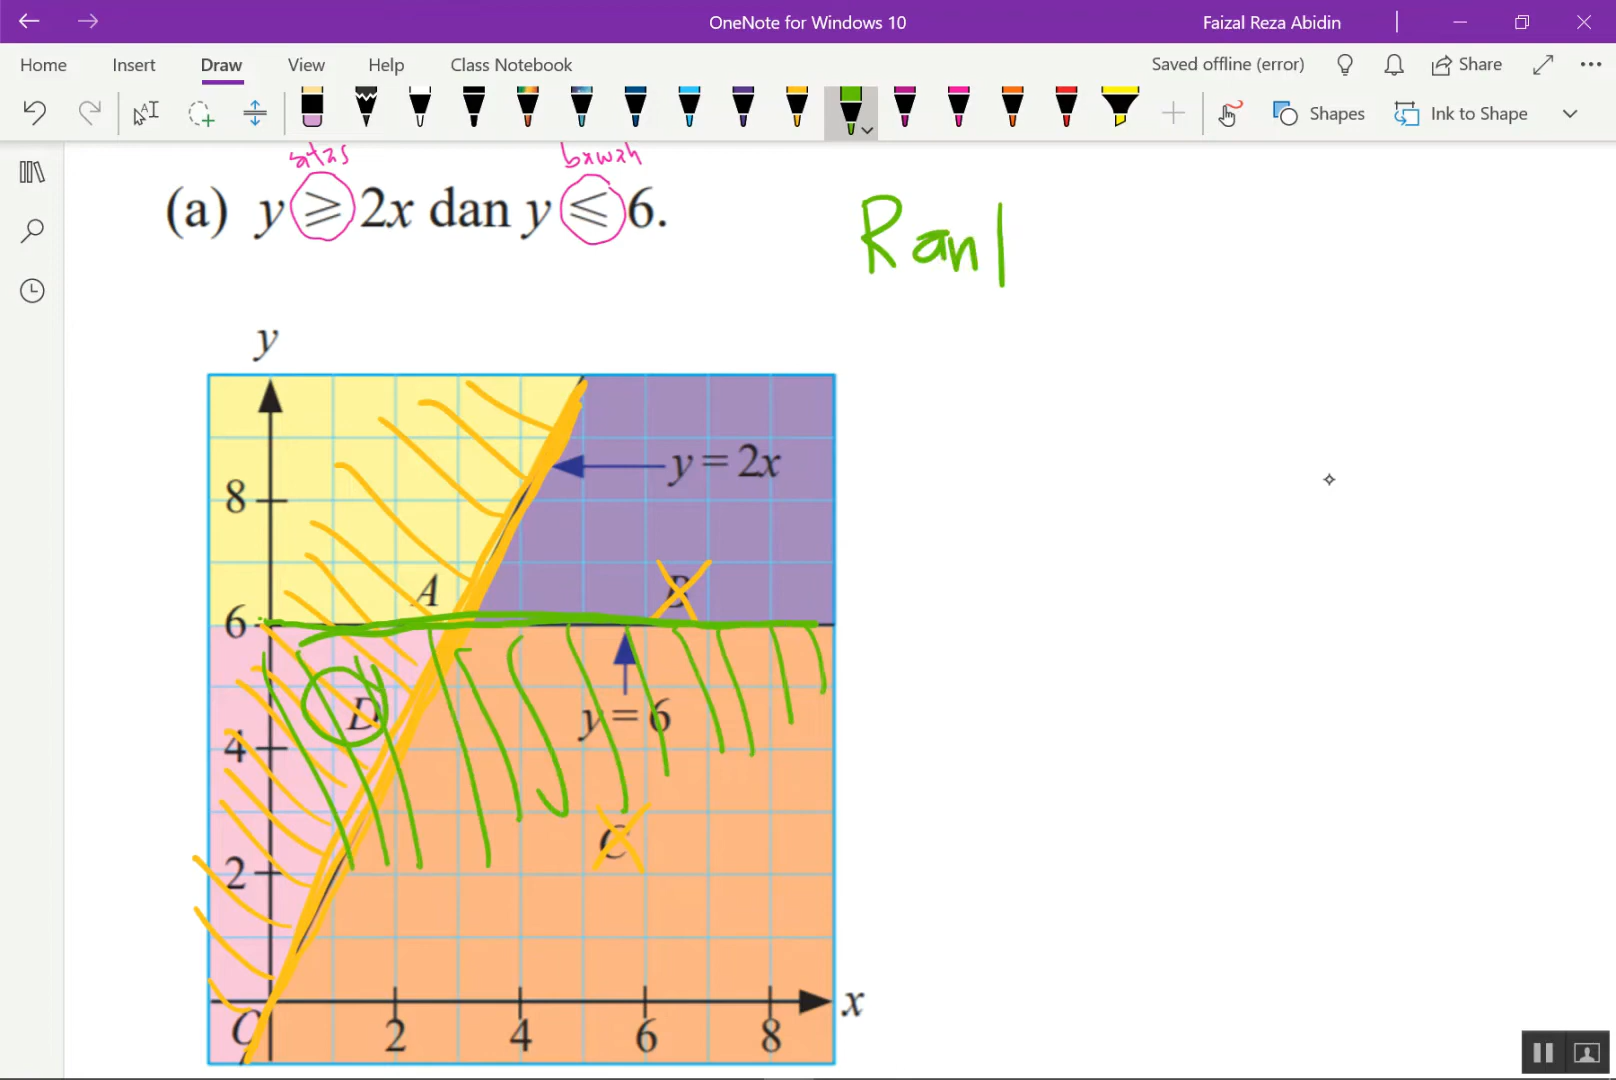 OneNote for Windows 10
Faizal Reza Abidin
Home Insert Draw View Help Class Notebook
Saved offline (error) Share
Shapes Ink to Shape
atas bawah
(a) y ⩾ 2x dan y ⩽ 6.
Ran
y
y = 2x
8
A B
6
D
y = 6
4
C
2
O 2 4 6 8 x